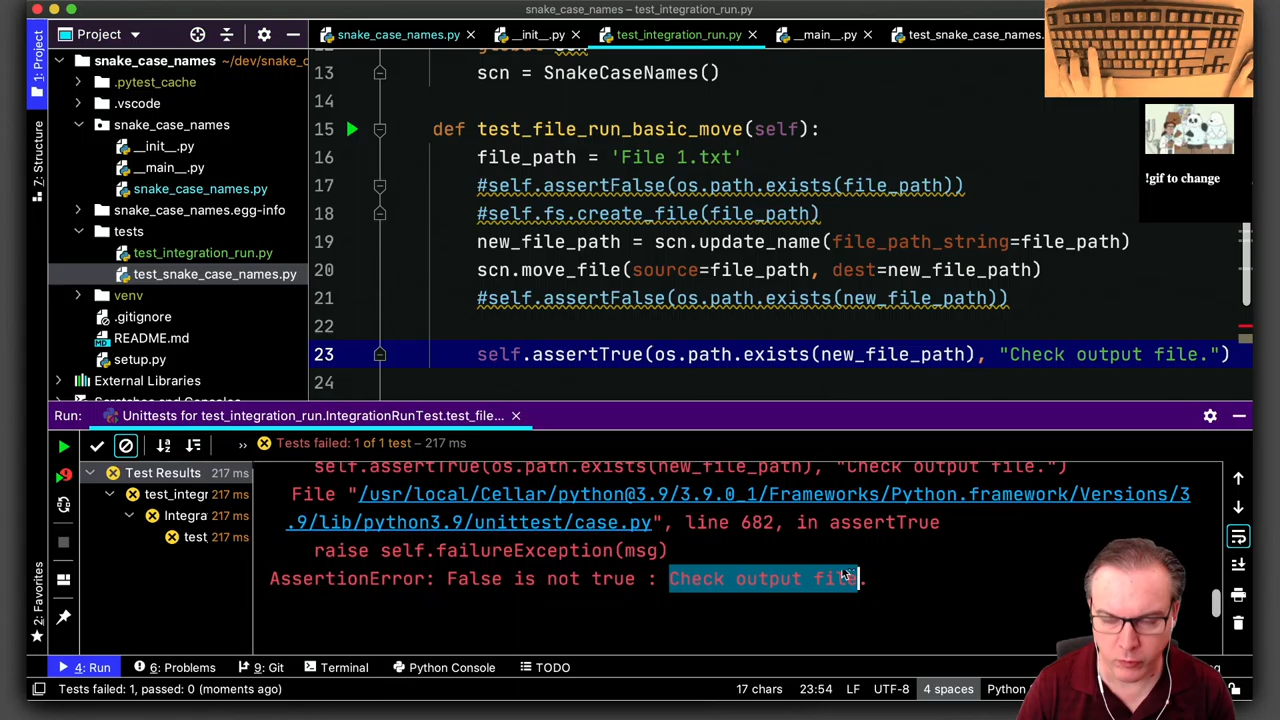 snake_case_names – test_integration_run.py
Project
snake_case_names.py
__init__.py
test_integration_run.py
__main__.py
test_snake_case_names.
1: Project
7: Structure
2: Favorites
snake_case_names ~/dev/snake_c
.pytest_cache
.vscode
snake_case_names
__init__.py
__main__.py
snake_case_names.py
snake_case_names.egg-info
tests
test_integration_run.py
test_snake_case_names.py
venv
.gitignore
README.md
setup.py
External Libraries
Scratches and Consoles
13 scn = SnakeCaseNames()
14
15 def test_file_run_basic_move(self):
16 file_path = 'File 1.txt'
17 #self.assertFalse(os.path.exists(file_path))
18 #self.fs.create_file(file_path)
19 new_file_path = scn.update_name(file_path_string=file_path)
20 scn.move_file(source=file_path, dest=new_file_path)
21 #self.assertFalse(os.path.exists(new_file_path))
22
23 self.assertTrue(os.path.exists(new_file_path), "Check output file.")
24
!gif to change
Run: Unittests for test_integration_run.IntegrationRunTest.test_file...
Tests failed: 1 of 1 test – 217 ms
Test Results 217 ms
test_integr 217 ms
Integra 217 ms
test_ 217 ms
self.assertTrue(os.path.exists(new_file_path), "Check output file.")
File "/usr/local/Cellar/python@3.9/3.9.0_1/Frameworks/Python.framework/Versions/3
.9/lib/python3.9/unittest/case.py", line 682, in assertTrue
raise self.failureException(msg)
AssertionError: False is not true : Check output file.
4: Run
6: Problems
9: Git
Terminal
Python Console
TODO
Tests failed: 1, passed: 0 (moments ago)
17 chars
23:54
LF
UTF-8
4 spaces
Python